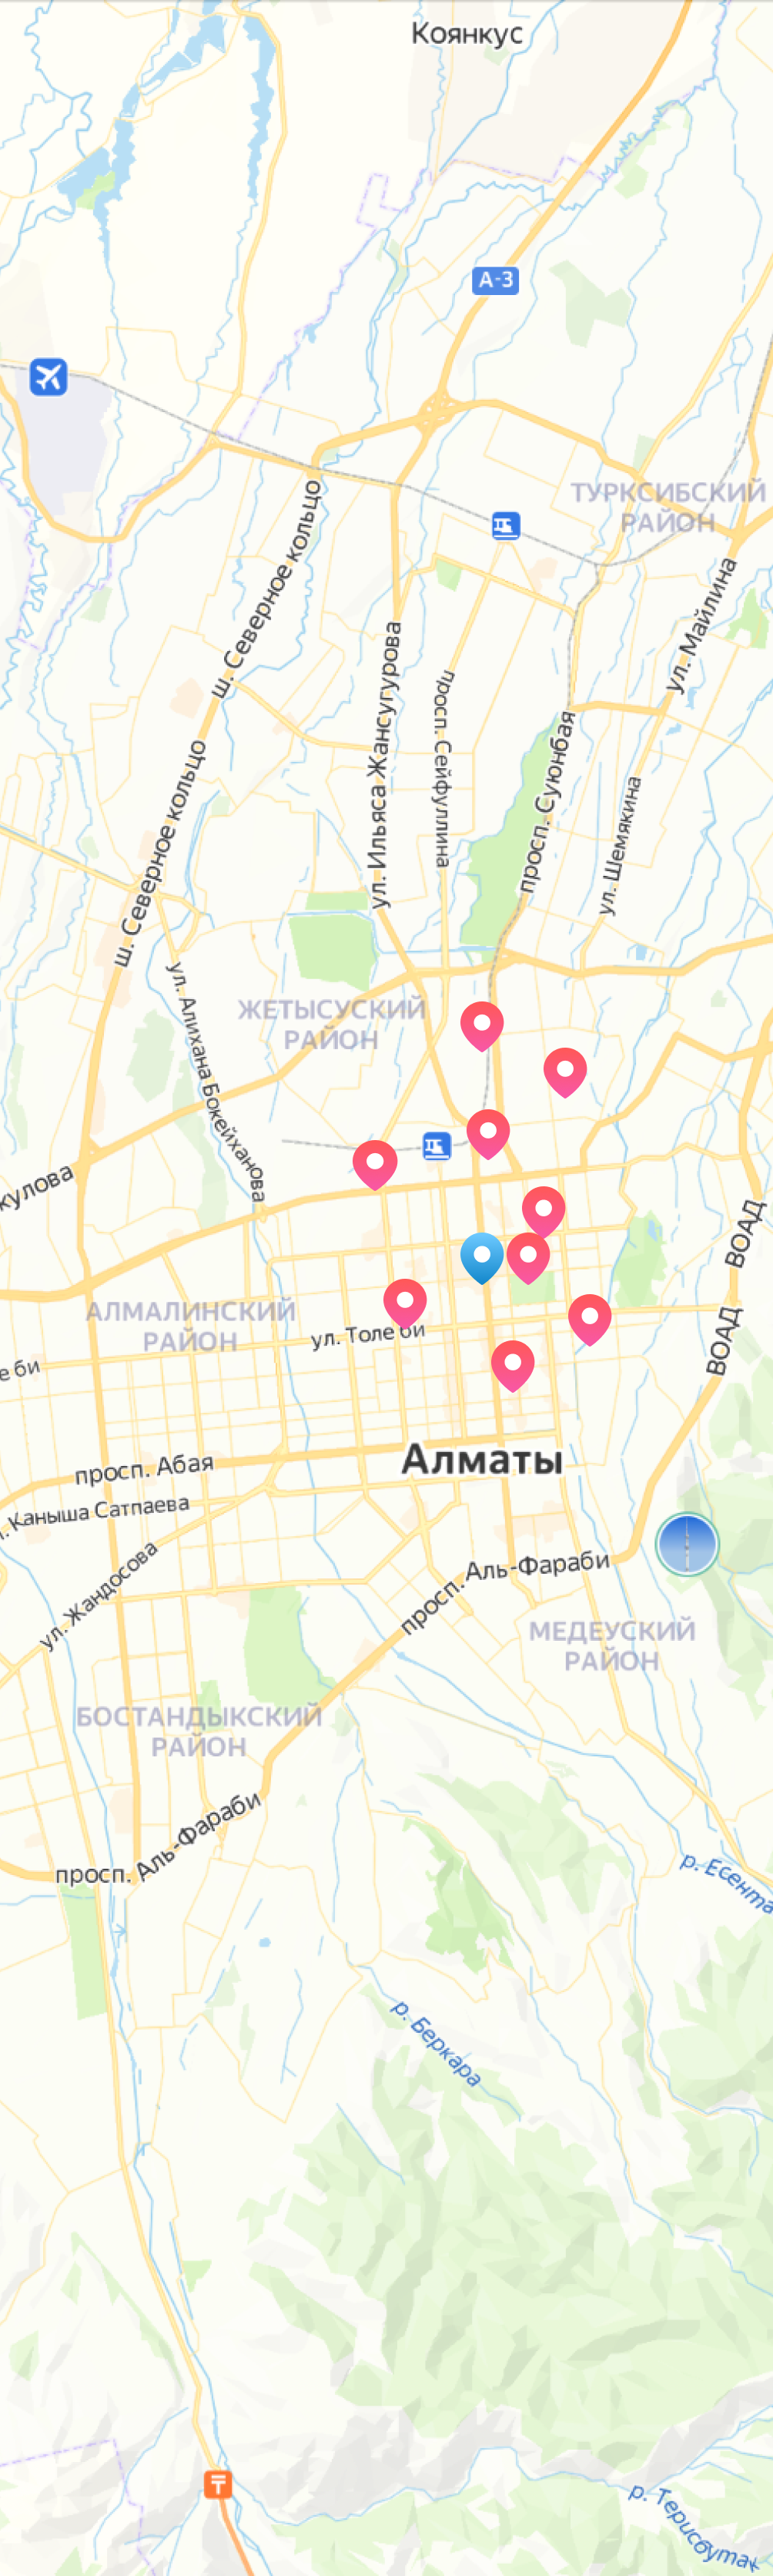 Коянкус
А-3
ТУРКСИБСКИЙ
РАЙОН
ш. Северное кольцо
ул. Майлина
ул. Ильяса Жансугурова
просп. Сейфуллина
просп. Суюнбая
ш. Северное кольцо
ул. Шемякина
ул. Алихана Бокейханова
ЖЕТЫСУСКИЙ
РАЙОН
кулова
ВОАД
АЛМАЛИНСКИЙ
РАЙОН
ул. Толе би
ВОАД
е би
просп. Абая
Алматы
. Каныша Сатпаева
ул. Жандосова
просп. Аль-Фараби
МЕДЕУСКИЙ
РАЙОН
БОСТАНДЫКСКИЙ
РАЙОН
просп. Аль-Фараби
р. Есента
р. Беркара
₸
р. Терисбутак